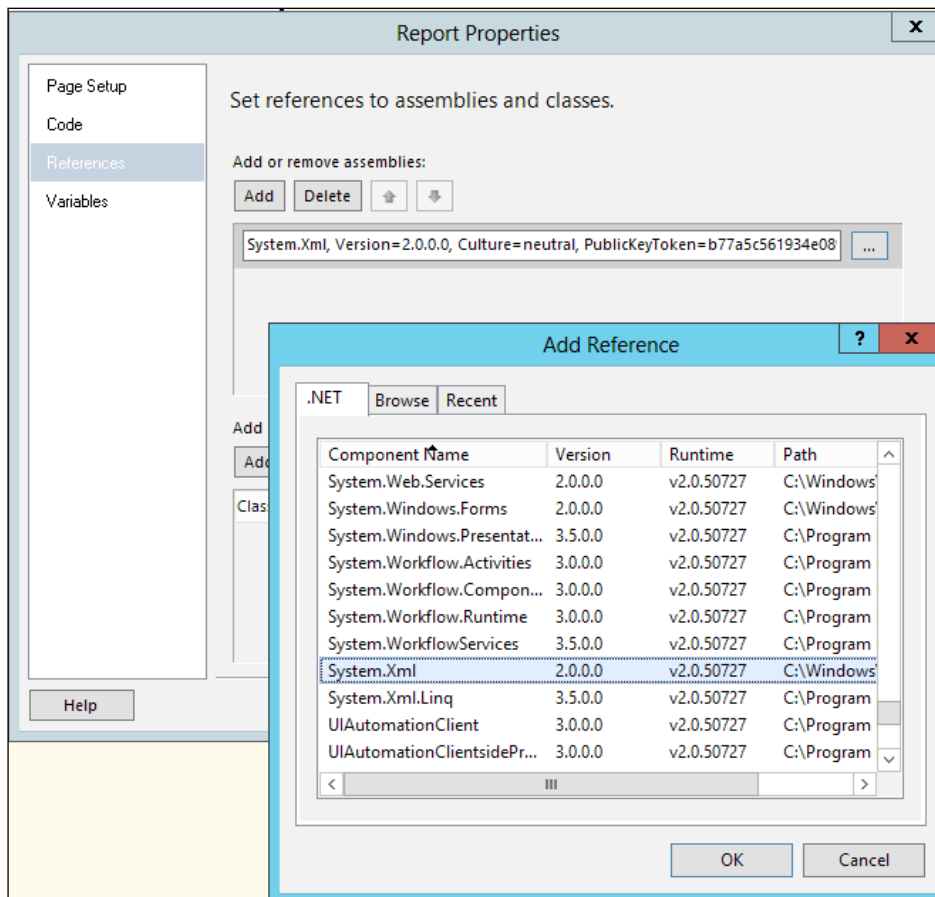 Report Properties
x
Page Setup
Code
References
Variables
Set references to assemblies and classes.
Add or remove assemblies:
Add Delete
System.Xml, Version=2.0.0.0, Culture=neutral, PublicKeyToken=b77a5c561934e08
...
Add
Add
Clas
Help
Add Reference
? x
.NET Browse Recent
Component Name Version Runtime Path
System.Web.Services 2.0.0.0 v2.0.50727 C:\Windows\
System.Windows.Forms 2.0.0.0 v2.0.50727 C:\Windows\
System.Windows.Presentat... 3.5.0.0 v2.0.50727 C:\Program
System.Workflow.Activities 3.0.0.0 v2.0.50727 C:\Program
System.Workflow.Compon... 3.0.0.0 v2.0.50727 C:\Program
System.Workflow.Runtime 3.0.0.0 v2.0.50727 C:\Program
System.WorkflowServices 3.5.0.0 v2.0.50727 C:\Program
System.Xml 2.0.0.0 v2.0.50727 C:\Windows\
System.Xml.Linq 3.5.0.0 v2.0.50727 C:\Program
UIAutomationClient 3.0.0.0 v2.0.50727 C:\Program
UIAutomationClientsidePr... 3.0.0.0 v2.0.50727 C:\Program
OK Cancel